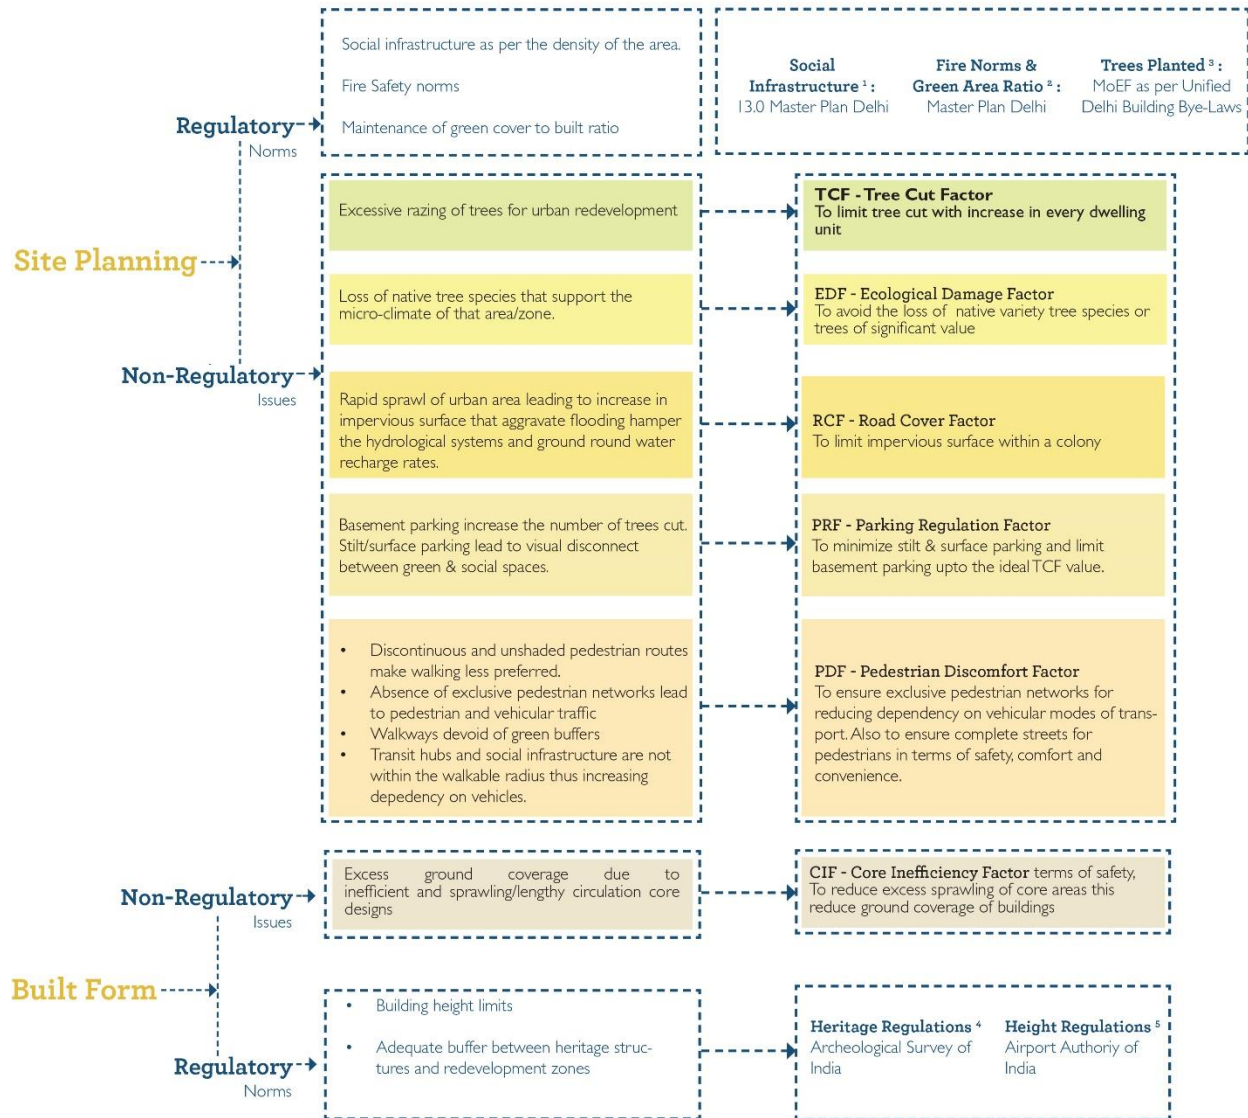 Social infrastructure as per the density of the area.
Fire Safety norms
Maintenance of green cover to built ratio
Social
Infrastructure ¹ :
13.0 Master Plan Delhi
Fire Norms &
Green Area Ratio ² :
Master Plan Delhi
Trees Planted ³ :
MoEF as per Unified
Delhi Building Bye-Laws
Regulatory
Norms
Site Planning
Non-Regulatory
Issues
Excessive razing of trees for urban redevelopment
TCF - Tree Cut Factor
To limit tree cut with increase in every dwelling
unit
Loss of native tree species that support the
micro-climate of that area/zone.
EDF - Ecological Damage Factor
To avoid the loss of native variety tree species or
trees of significant value
Rapid sprawl of urban area leading to increase in
impervious surface that aggravate flooding hamper
the hydrological systems and ground round water
recharge rates.
RCF - Road Cover Factor
To limit impervious surface within a colony
Basement parking increase the number of trees cut.
Stilt/surface parking lead to visual disconnect
between green & social spaces.
PRF - Parking Regulation Factor
To minimize stilt & surface parking and limit
basement parking upto the ideal TCF value.
• Discontinuous and unshaded pedestrian routes
make walking less preferred.
• Absence of exclusive pedestrian networks lead
to pedestrian and vehicular traffic
• Walkways devoid of green buffers
• Transit hubs and social infrastructure are not
within the walkable radius thus increasing
depedency on vehicles.
PDF - Pedestrian Discomfort Factor
To ensure exclusive pedestrian networks for
reducing dependency on vehicular modes of trans-
port. Also to ensure complete streets for
pedestrians in terms of safety, comfort and
convenience.
Non-Regulatory
Issues
Excess ground coverage due to
inefficient and sprawling/lengthy circulation core
designs
CIF - Core Inefficiency Factor terms of safety,
To reduce excess sprawling of core areas this
reduce ground coverage of buildings
Built Form
Regulatory
Norms
• Building height limits
• Adequate buffer between heritage struc-
tures and redevelopment zones
Heritage Regulations ⁴
Archeological Survey of
India
Height Regulations ⁵
Airport Authoriy of
India